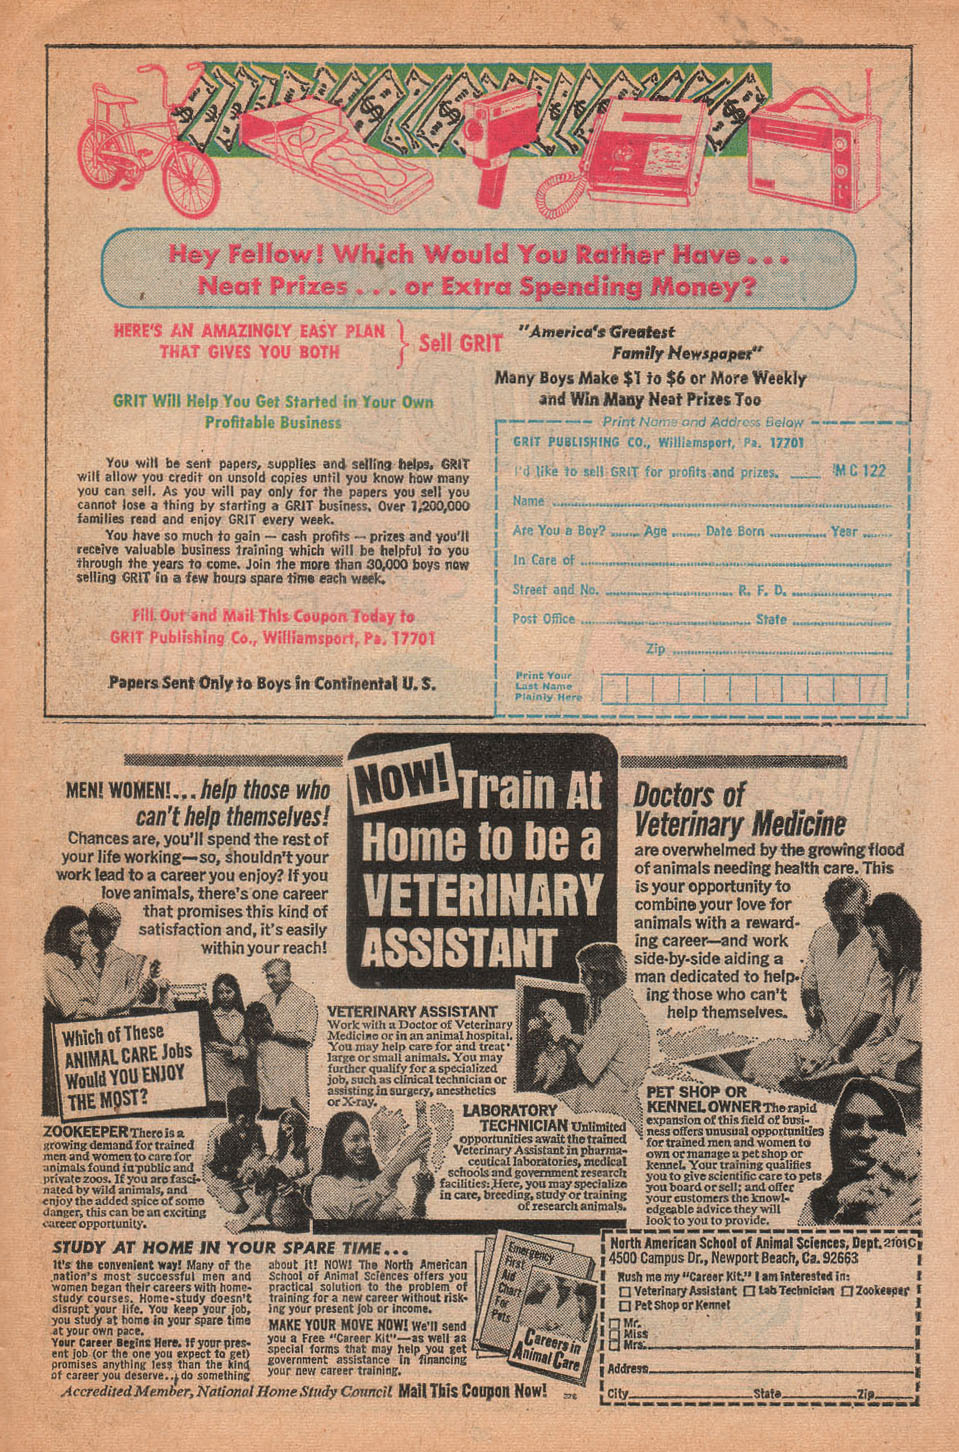 Hey Fellow! Which Would You Rather Have...
Neat Prizes... or Extra Spending Money?
HERE'S AN AMAZINGLY EASY PLAN
THAT GIVES YOU BOTH
Sell GRIT
"America's Greatest
Family Newspaper"
GRIT Will Help You Get Started in Your Own
Profitable Business
You will be sent papers, supplies and selling helps. GRIT
will allow you credit on unsold copies until you know how many
you can sell. As you will pay only for the papers you sell you
cannot lose a thing by starting a GRIT business. Over 1,200,000
families read and enjoy GRIT every week.
You have so much to gain — cash profits — prizes and you'll
receive valuable business training which will be helpful to you
through the years to come. Join the more than 30,000 boys now
selling GRIT in a few hours spare time each week.
Fill Out and Mail This Coupon Today to
GRIT Publishing Co., Williamsport, Pa. 17701
Papers Sent Only to Boys in Continental U. S.
Many Boys Make $1 to $6 or More Weekly
and Win Many Neat Prizes Too
Print Name and Address Below
GRIT PUBLISHING CO., Williamsport, Pa. 17701
I'd like to sell GRIT for profits and prizes. MC122
Name
Are You a Boy? Age Date Born Year
In Care of
Street and No. R. F. D.
Post Office State
Zip
Print Your
Last Name
Plainly Here
NOW! Train At
Home to be a
VETERINARY
ASSISTANT
MEN! WOMEN!... help those who
can't help themselves!
Chances are, you'll spend the rest of
your life working—so, shouldn't your
work lead to a career you enjoy? If you
love animals, there's one career
that promises this kind of
satisfaction and, it's easily
within your reach!
Doctors of
Veterinary Medicine
are overwhelmed by the growing flood
of animals needing health care. This
is your opportunity to
combine your love for
animals with a reward-
ing career—and work
side-by-side aiding a
man dedicated to help-
ing those who can't
help themselves.
Which of These
ANIMAL CARE Jobs
Would YOU ENJOY
THE MOST?
VETERINARY ASSISTANT
Work with a Doctor of Veterinary
Medicine or in an animal hospital.
You may help care for and treat
large or small animals. You may
further qualify for a specialized
job, such as clinical technician or
assisting in surgery, anesthetics
or X-ray.
ZOOKEEPER There is a
growing demand for trained
men and women to care for
animals found in public and
private zoos. If you are fasci-
nated by wild animals, and
enjoy the added spice of some
danger, this can be an exciting
career opportunity.
LABORATORY
TECHNICIAN Unlimited
opportunities await the trained
Veterinary Assistant in pharma-
ceutical laboratories, medical
schools and government research
facilities: Here, you may specialize
in care, breeding, study or training
of research animals.
PET SHOP OR
KENNEL OWNER The rapid
expansion of this field of busi-
ness offers unusual opportunities
for trained men and women to
own or manage a pet shop or
kennel. Your training qualifies
you to give scientific care to pets
you board or sell; and offer
your customers the knowl-
edgeable advice they will
look to you to provide.
STUDY AT HOME IN YOUR SPARE TIME...
It's the convenient way! Many of the
nation's most successful men and
women began their careers with home-
study courses. Home-study doesn't
disrupt your life. You keep your job,
you study at home in your spare time
at your own pace.
Your Career Begins Here. If your pres-
ent job (or the one you expect to get)
promises anything less than the kind
of career you deserve... do something
about it! NOW! The North American
School of Animal Sciences offers you
practical solution to the problem of
training for a new career without risk-
ing your present job or income.
MAKE YOUR MOVE NOW! We'll send
you a Free "Career Kit"—as well as
special forms that may help you get
government assistance in financing
your new career training.
Accredited Member, National Home Study Council Mail This Coupon Now!
Emergency
First
Aid
Chart
For
Pets
Careers in
Animal Care
North American School of Animal Sciences, Dept. 2101C
4500 Campus Dr., Newport Beach, Ca. 92663
Rush me my "Career Kit." I am interested in:
Veterinary Assistant Lab Technician Zookeeper
Pet Shop or Kennel
Mr.
Miss
Mrs.
Address
City State Zip